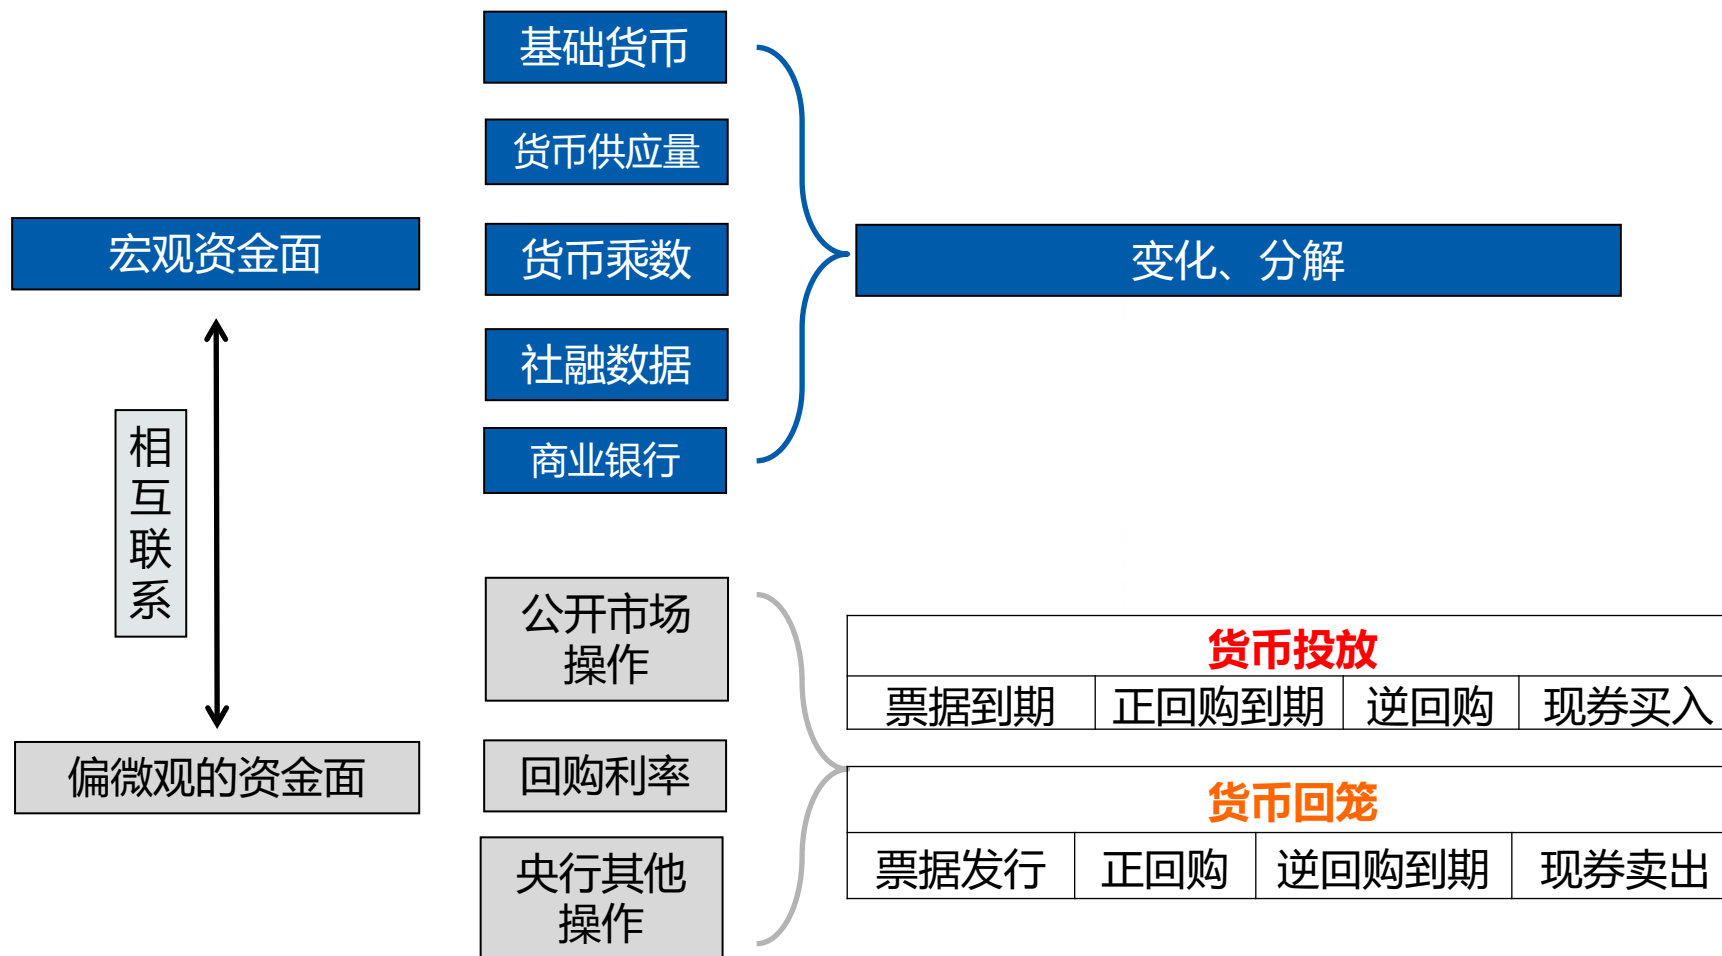 基础货币
货币供应量
宏观资金面
货币乘数
变化、分解
社融数据
商业银行
相
互
联
系
公开市场
操作
货币投放
票据到期 正回购到期 逆回购 现券买入
偏微观的资金面
回购利率
货币回笼
票据发行 正回购 逆回购到期 现券卖出
央行其他
操作